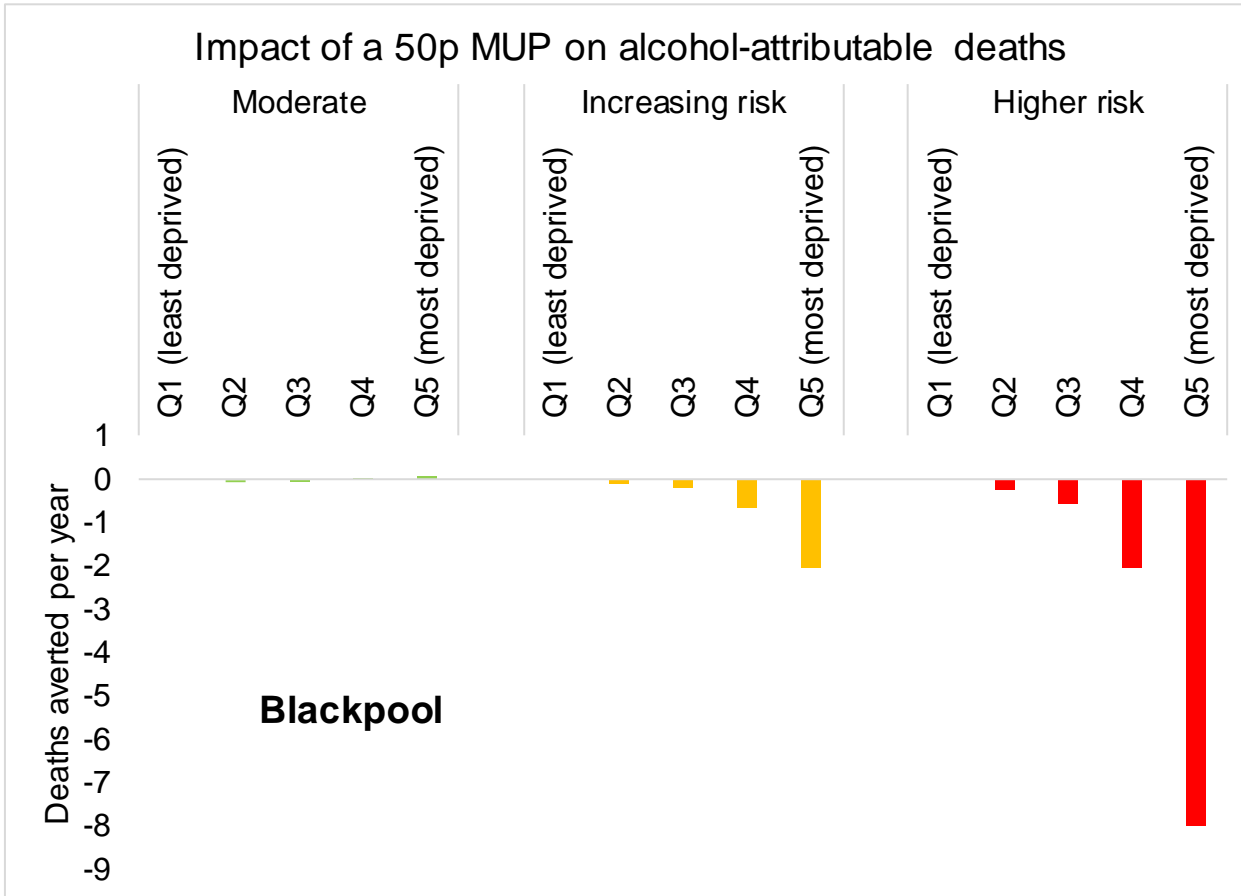 Impact of a 50p MUP on alcohol-attributable deaths
Moderate
Increasing risk
Higher risk
Q1 (least deprived)
Q2
Q3
Q4
Q5 (most deprived)
Q1 (least deprived)
Q2
Q3
Q4
Q5 (most deprived)
Q1 (least deprived)
Q2
Q3
Q4
Q5 (most deprived)
Deaths averted per year
1
0
-1
-2
-3
-4
-5
-6
-7
-8
-9
Blackpool